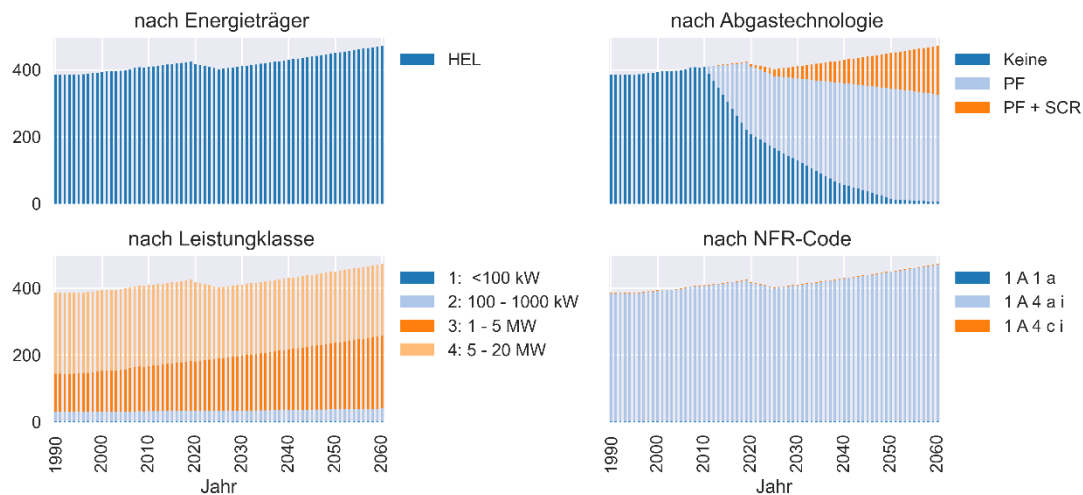 nach Energieträger
400
200
0
HEL
nach Abgastechnologie
Keine
PF
PF + SCR
nach Leistungklasse
400
200
0
1990
2000
2010
2020
2030
2040
2050
2060
Jahr
1: <100 kW
2: 100 - 1000 kW
3: 1 - 5 MW
4: 5 - 20 MW
nach NFR-Code
1990
2000
2010
2020
2030
2040
2050
2060
Jahr
1 A 1 a
1 A 4 a i
1 A 4 c i